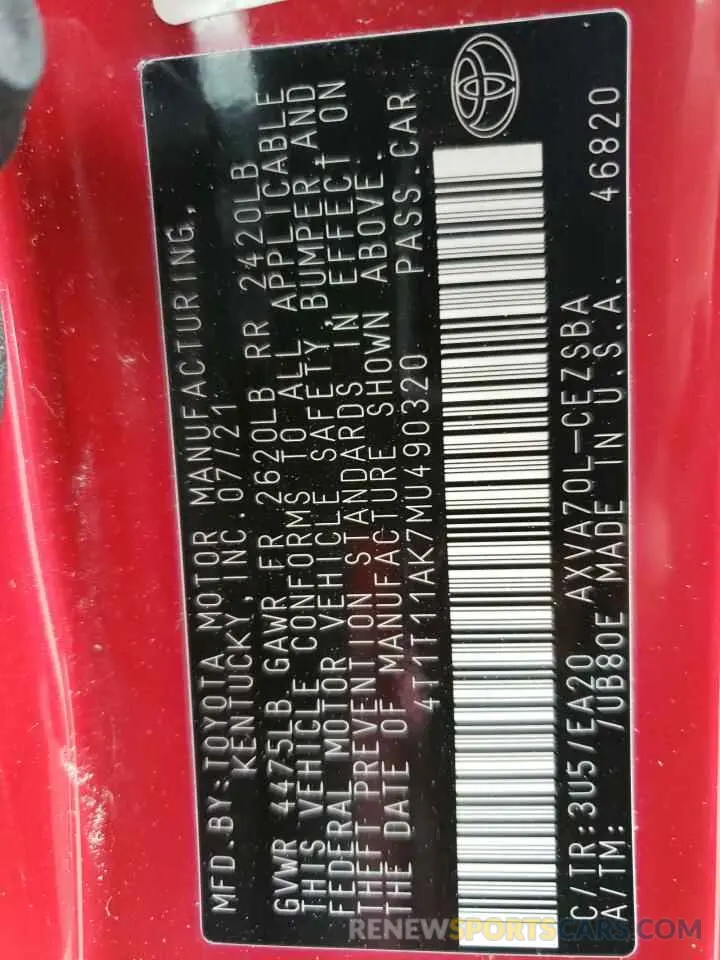 MFD.BY:TOYOTA MOTOR MANUFACTURING,
KENTUCKY, INC. 07/21
GVWR 4475LB GAWR FR 2620LB RR 2420LB
THIS VEHICLE CONFORMS TO ALL APPLICABLE
FEDERAL MOTOR VEHICLE SAFETY, BUMPER AND
THEFT PREVENTION STANDARDS IN EFFECT ON
THE DATE OF MANUFACTURE SHOWN ABOVE.
4T1T11AK7MU490320 PASS.CAR
C/TR:3U5/EA20 AXVA70L-CEZSBA
A/TM: /UB80E MADE IN U.S.A. 46820
RENEWSPORTSCARS.COM